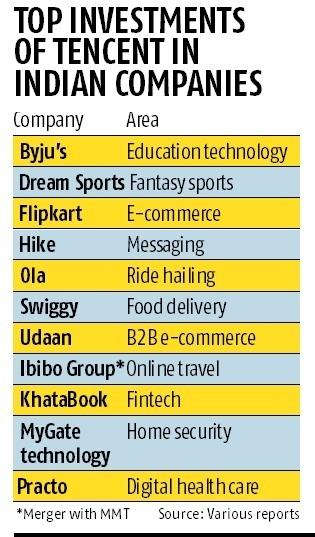 TOP INVESTMENTS
OF TENCENT IN
INDIAN COMPANIES
Company Area
Byju's Education technology
Dream Sports Fantasy sports
Flipkart E-commerce
Hike Messaging
Ola Ride hailing
Swiggy Food delivery
Udaan B2B e-commerce
Ibibo Group* Online travel
KhataBook Fintech
MyGate Home security
technology
Practo Digital health care
*Merger with MMT Source: Various reports